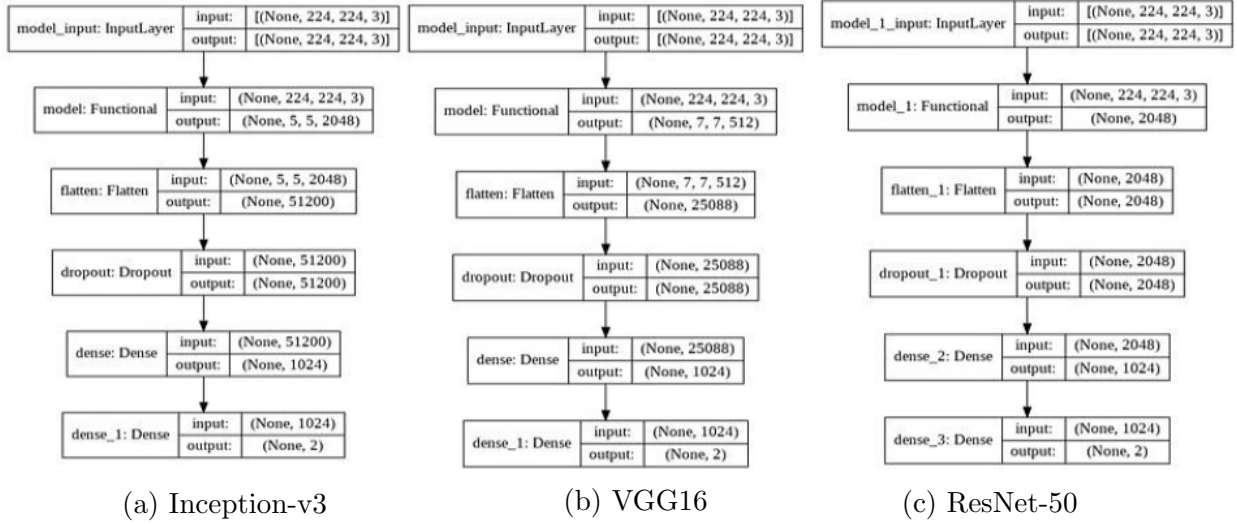 model_input: InputLayer
input: [(None, 224, 224, 3)]
output: [(None, 224, 224, 3)]
model: Functional
input: (None, 224, 224, 3)
output: (None, 5, 5, 2048)
flatten: Flatten
input: (None, 5, 5, 2048)
output: (None, 51200)
dropout: Dropout
input: (None, 51200)
output: (None, 51200)
dense: Dense
input: (None, 51200)
output: (None, 1024)
dense_1: Dense
input: (None, 1024)
output: (None, 2)
(a) Inception-v3
model_input: InputLayer
input: [(None, 224, 224, 3)]
output: [(None, 224, 224, 3)]
model: Functional
input: (None, 224, 224, 3)
output: (None, 7, 7, 512)
flatten: Flatten
input: (None, 7, 7, 512)
output: (None, 25088)
dropout: Dropout
input: (None, 25088)
output: (None, 25088)
dense: Dense
input: (None, 25088)
output: (None, 1024)
dense_1: Dense
input: (None, 1024)
output: (None, 2)
(b) VGG16
model_1_input: InputLayer
input: [(None, 224, 224, 3)]
output: [(None, 224, 224, 3)]
model_1: Functional
input: (None, 224, 224, 3)
output: (None, 2048)
flatten_1: Flatten
input: (None, 2048)
output: (None, 2048)
dropout_1: Dropout
input: (None, 2048)
output: (None, 2048)
dense_2: Dense
input: (None, 2048)
output: (None, 1024)
dense_3: Dense
input: (None, 1024)
output: (None, 2)
(c) ResNet-50